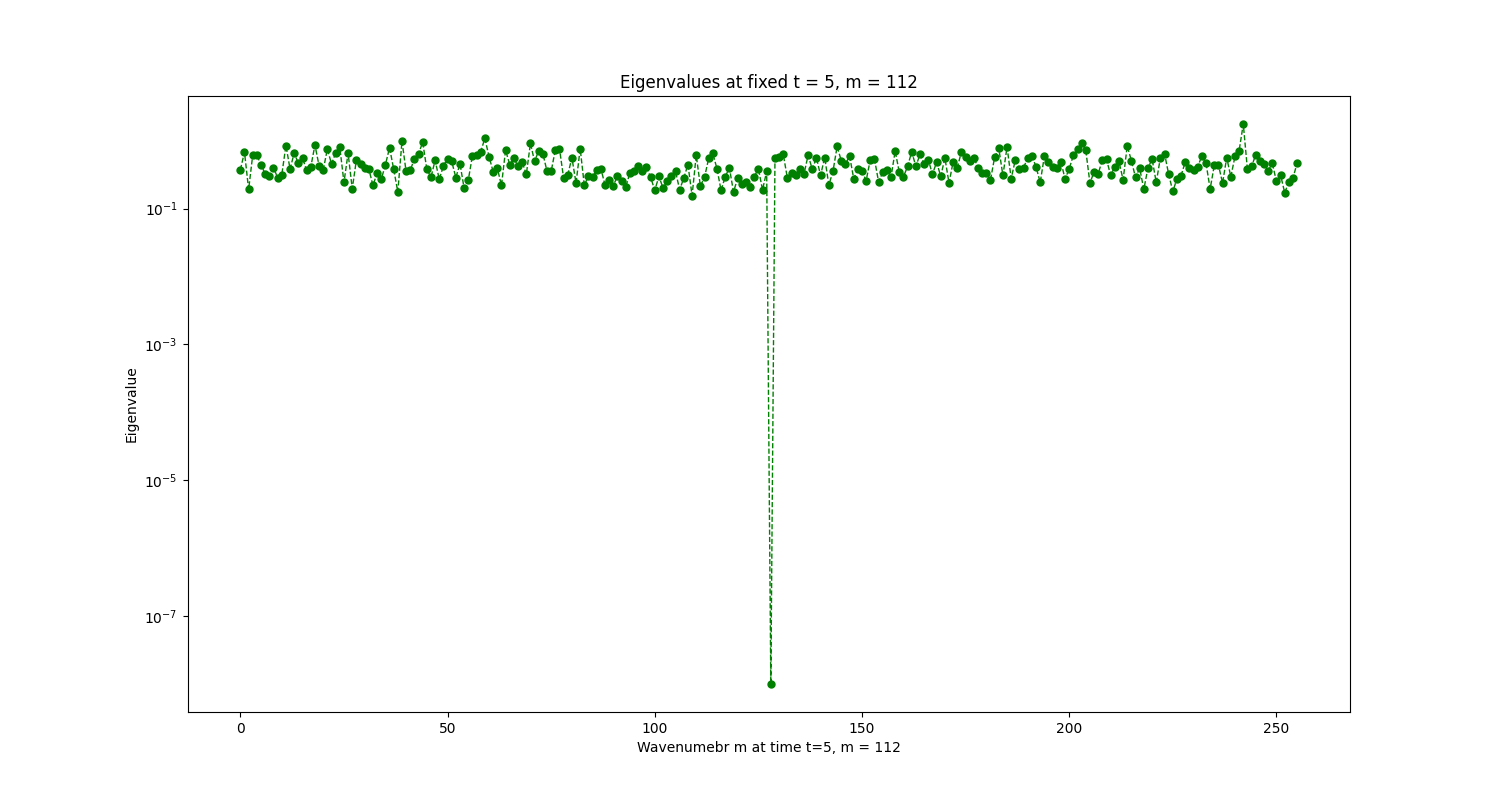 Eigenvalues at fixed t = 5, m = 112
Eigenvalue
10⁻¹
10⁻³
10⁻⁵
10⁻⁷
0 50 100 150 200 250
Wavenumebr m at time t=5, m = 112